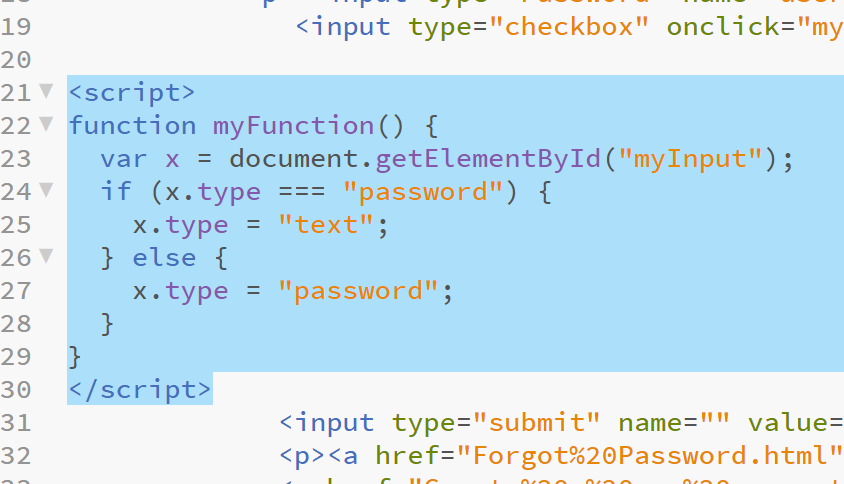 19 <input type="checkbox" onclick="my
20
21 <script>
22 function myFunction() {
23 var x = document.getElementById("myInput");
24 if (x.type === "password") {
25 x.type = "text";
26 } else {
27 x.type = "password";
28 }
29 }
30 </script>
31 <input type="submit" name="" value=
32 <p><a href="Forgot%20Password.html"